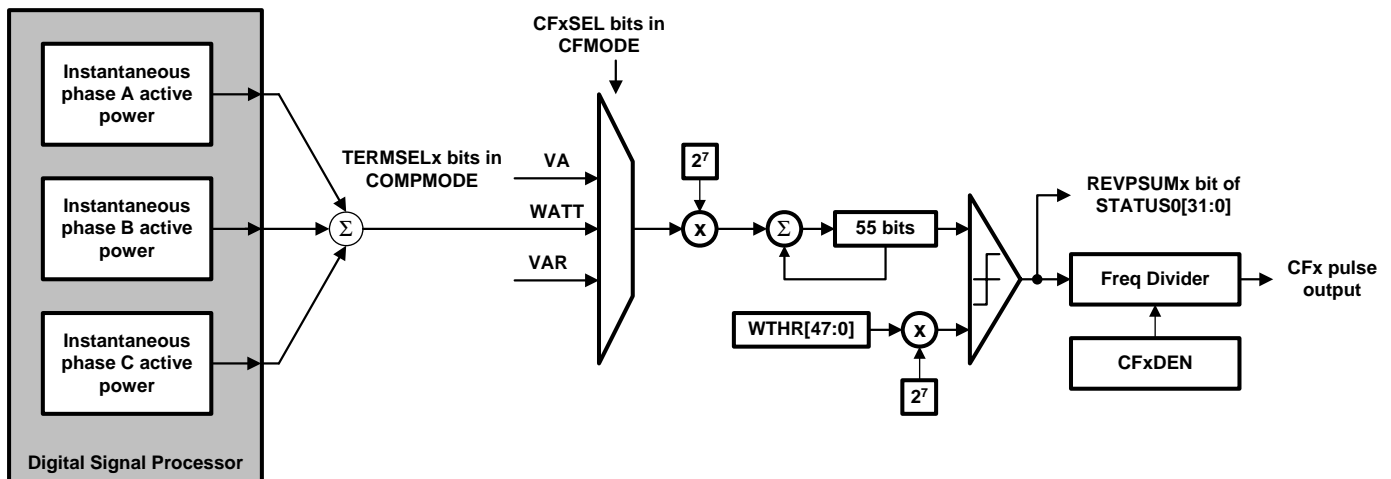 Instantaneous
phase A active
power
Instantaneous
phase B active
power
Instantaneous
phase C active
power
Digital Signal Processor
Σ
TERMSELx bits in
COMPMODE
CFxSEL bits in
CFMODE
VA
WATT
VAR
2⁷
x
Σ
55 bits
WTHR[47:0]
x
2⁷
REVPSUMx bit of
STATUS0[31:0]
Freq Divider
CFxDEN
CFx pulse
output